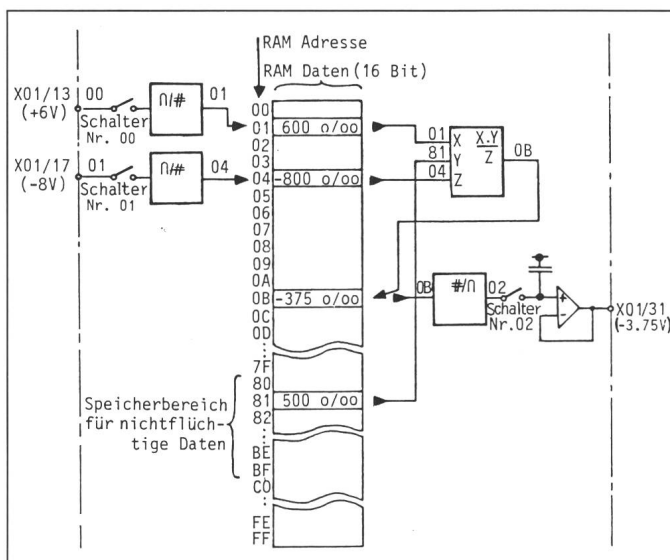 RAM Adresse
RAM Daten (16 Bit)
X01/13
(+6V)
00
Schalter
Nr. 00
∩/#
01
X01/17
(-8V)
01
Schalter
Nr. 01
∩/#
04
00
01
600 o/oo
02
03
04
-800 o/oo
05
06
07
08
09
0A
0B
-375 o/oo
0C
0D
7F
80
81
500 o/oo
82
BE
BF
C0
FE
FF
Speicherbereich
für nichtflüch-
tige Daten
01
X
81
Y
04
Z
X.Y
Z
0B
0B
#/∩
02
Schalter
Nr.02
+
-
X01/31
(-3.75V)